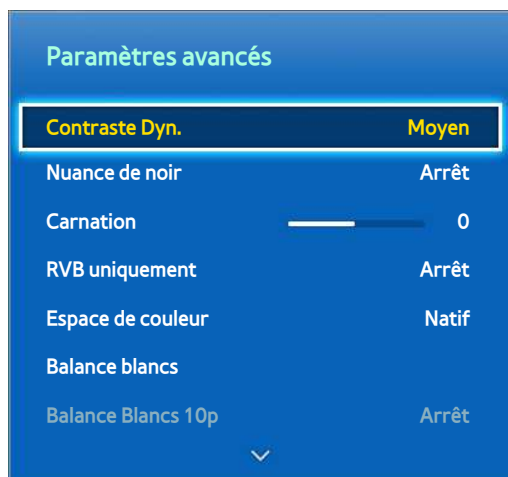 Paramètres avancés
Contraste Dyn. Moyen
Nuance de noir Arrêt
Carnation 0
RVB uniquement Arrêt
Espace de couleur Natif
Balance blancs
Balance Blancs 10p Arrêt